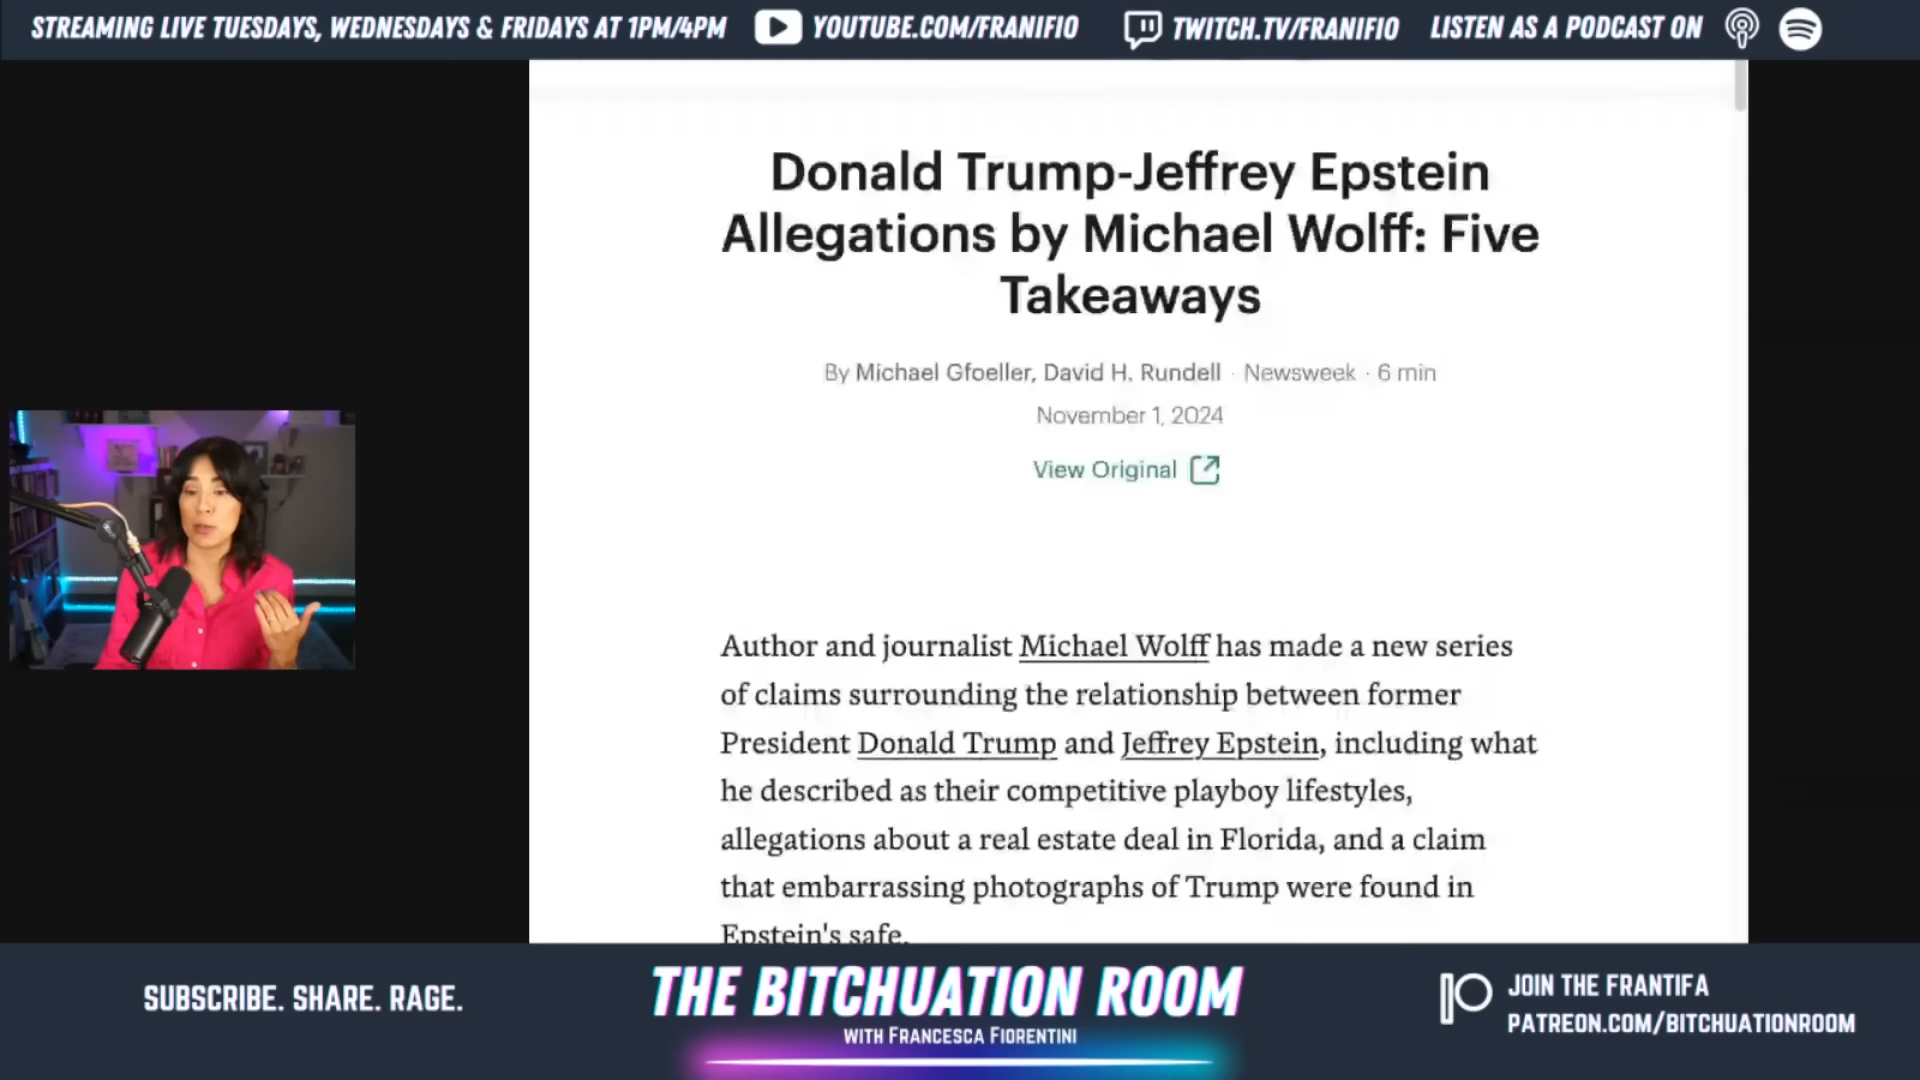 STREAMING LIVE TUESDAYS, WEDNESDAYS & FRIDAYS AT 1PM/4PM
YOUTUBE.COM/FRANIFIO
TWITCH.TV/FRANIFIO
LISTEN AS A PODCAST ON
Donald Trump-Jeffrey Epstein
Allegations by Michael Wolff: Five
Takeaways
By Michael Gfoeller, David H. Rundell · Newsweek · 6 min
November 1, 2024
View Original
Author and journalist Michael Wolff has made a new series
of claims surrounding the relationship between former
President Donald Trump and Jeffrey Epstein, including what
he described as their competitive playboy lifestyles,
allegations about a real estate deal in Florida, and a claim
that embarrassing photographs of Trump were found in
Epstein's safe.
SUBSCRIBE. SHARE. RAGE.
THE BITCHUATION ROOM
WITH FRANCESCA FIORENTINI
JOIN THE FRANTIFA
PATREON.COM/BITCHUATIONROOM